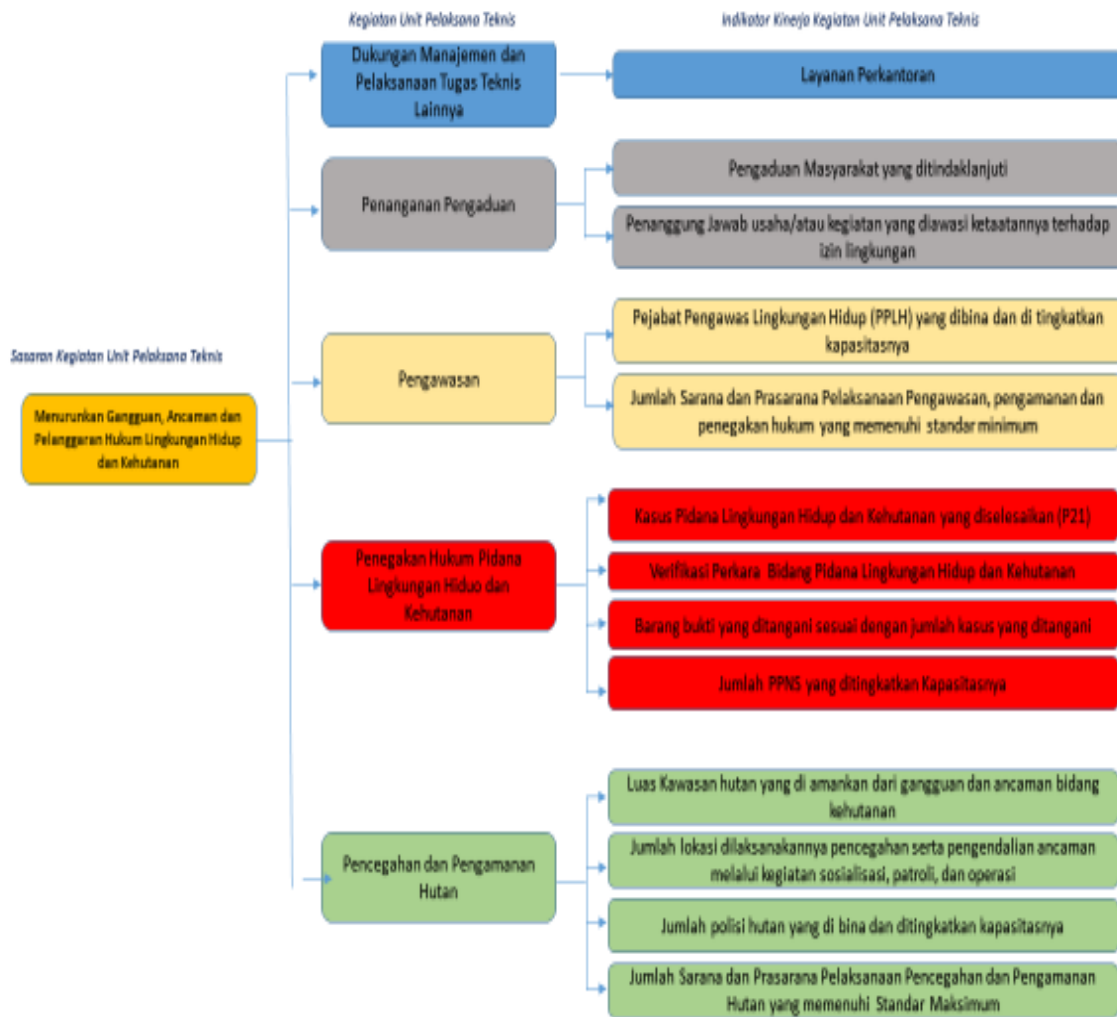 Kegiatan Unit Pelaksana Teknis
Indikator Kinerja Kegiatan Unit Pelaksana Teknis
Dukungan Manajemen dan
Pelaksanaan Tugas Teknis
Lainnya
Layanan Perkantoran
Penanganan Pengaduan
Pengaduan Masyarakat yang ditindaklanjuti
Penanggung Jawab usaha/atau kegiatan yang diawasi ketaatannya terhadap
izin lingkungan
Sasaran Kegiatan Unit Pelaksana Teknis
Menurunkan Gangguan, Ancaman dan
Pelanggaran Hukum Lingkungan Hidup
dan Kehutanan
Pengawasan
Pejabat Pengawas Lingkungan Hidup (PPLH) yang dibina dan di tingkatkan
kapasitasnya
Jumlah Sarana dan Prasarana Pelaksanaan Pengawasan, pengamanan dan
penegakan hukum yang memenuhi standar minimum
Penegakan Hukum Pidana
Lingkungan Hiduo dan
Kehutanan
Kasus Pidana Lingkungan Hidup dan Kehutanan yang diselesaikan (P21)
Verifikasi Perkara Bidang Pidana Lingkungan Hidup dan Kehutanan
Barang bukti yang ditangani sesuai dengan jumlah kasus yang ditangani
Jumlah PPNS yang ditingkatkan Kapasitasnya
Pencegahan dan Pengamanan
Hutan
Luas Kawasan hutan yang di amankan dari gangguan dan ancaman bidang
kehutanan
Jumlah lokasi dilaksanakannya pencegahan serta pengendalian ancaman
melalui kegiatan sosialisasi, patroli, dan operasi
Jumlah polisi hutan yang di bina dan ditingkatkan kapasitasnya
Jumlah Sarana dan Prasarana Pelaksanaan Pencegahan dan Pengamanan
Hutan yang memenuhi Standar Maksimum